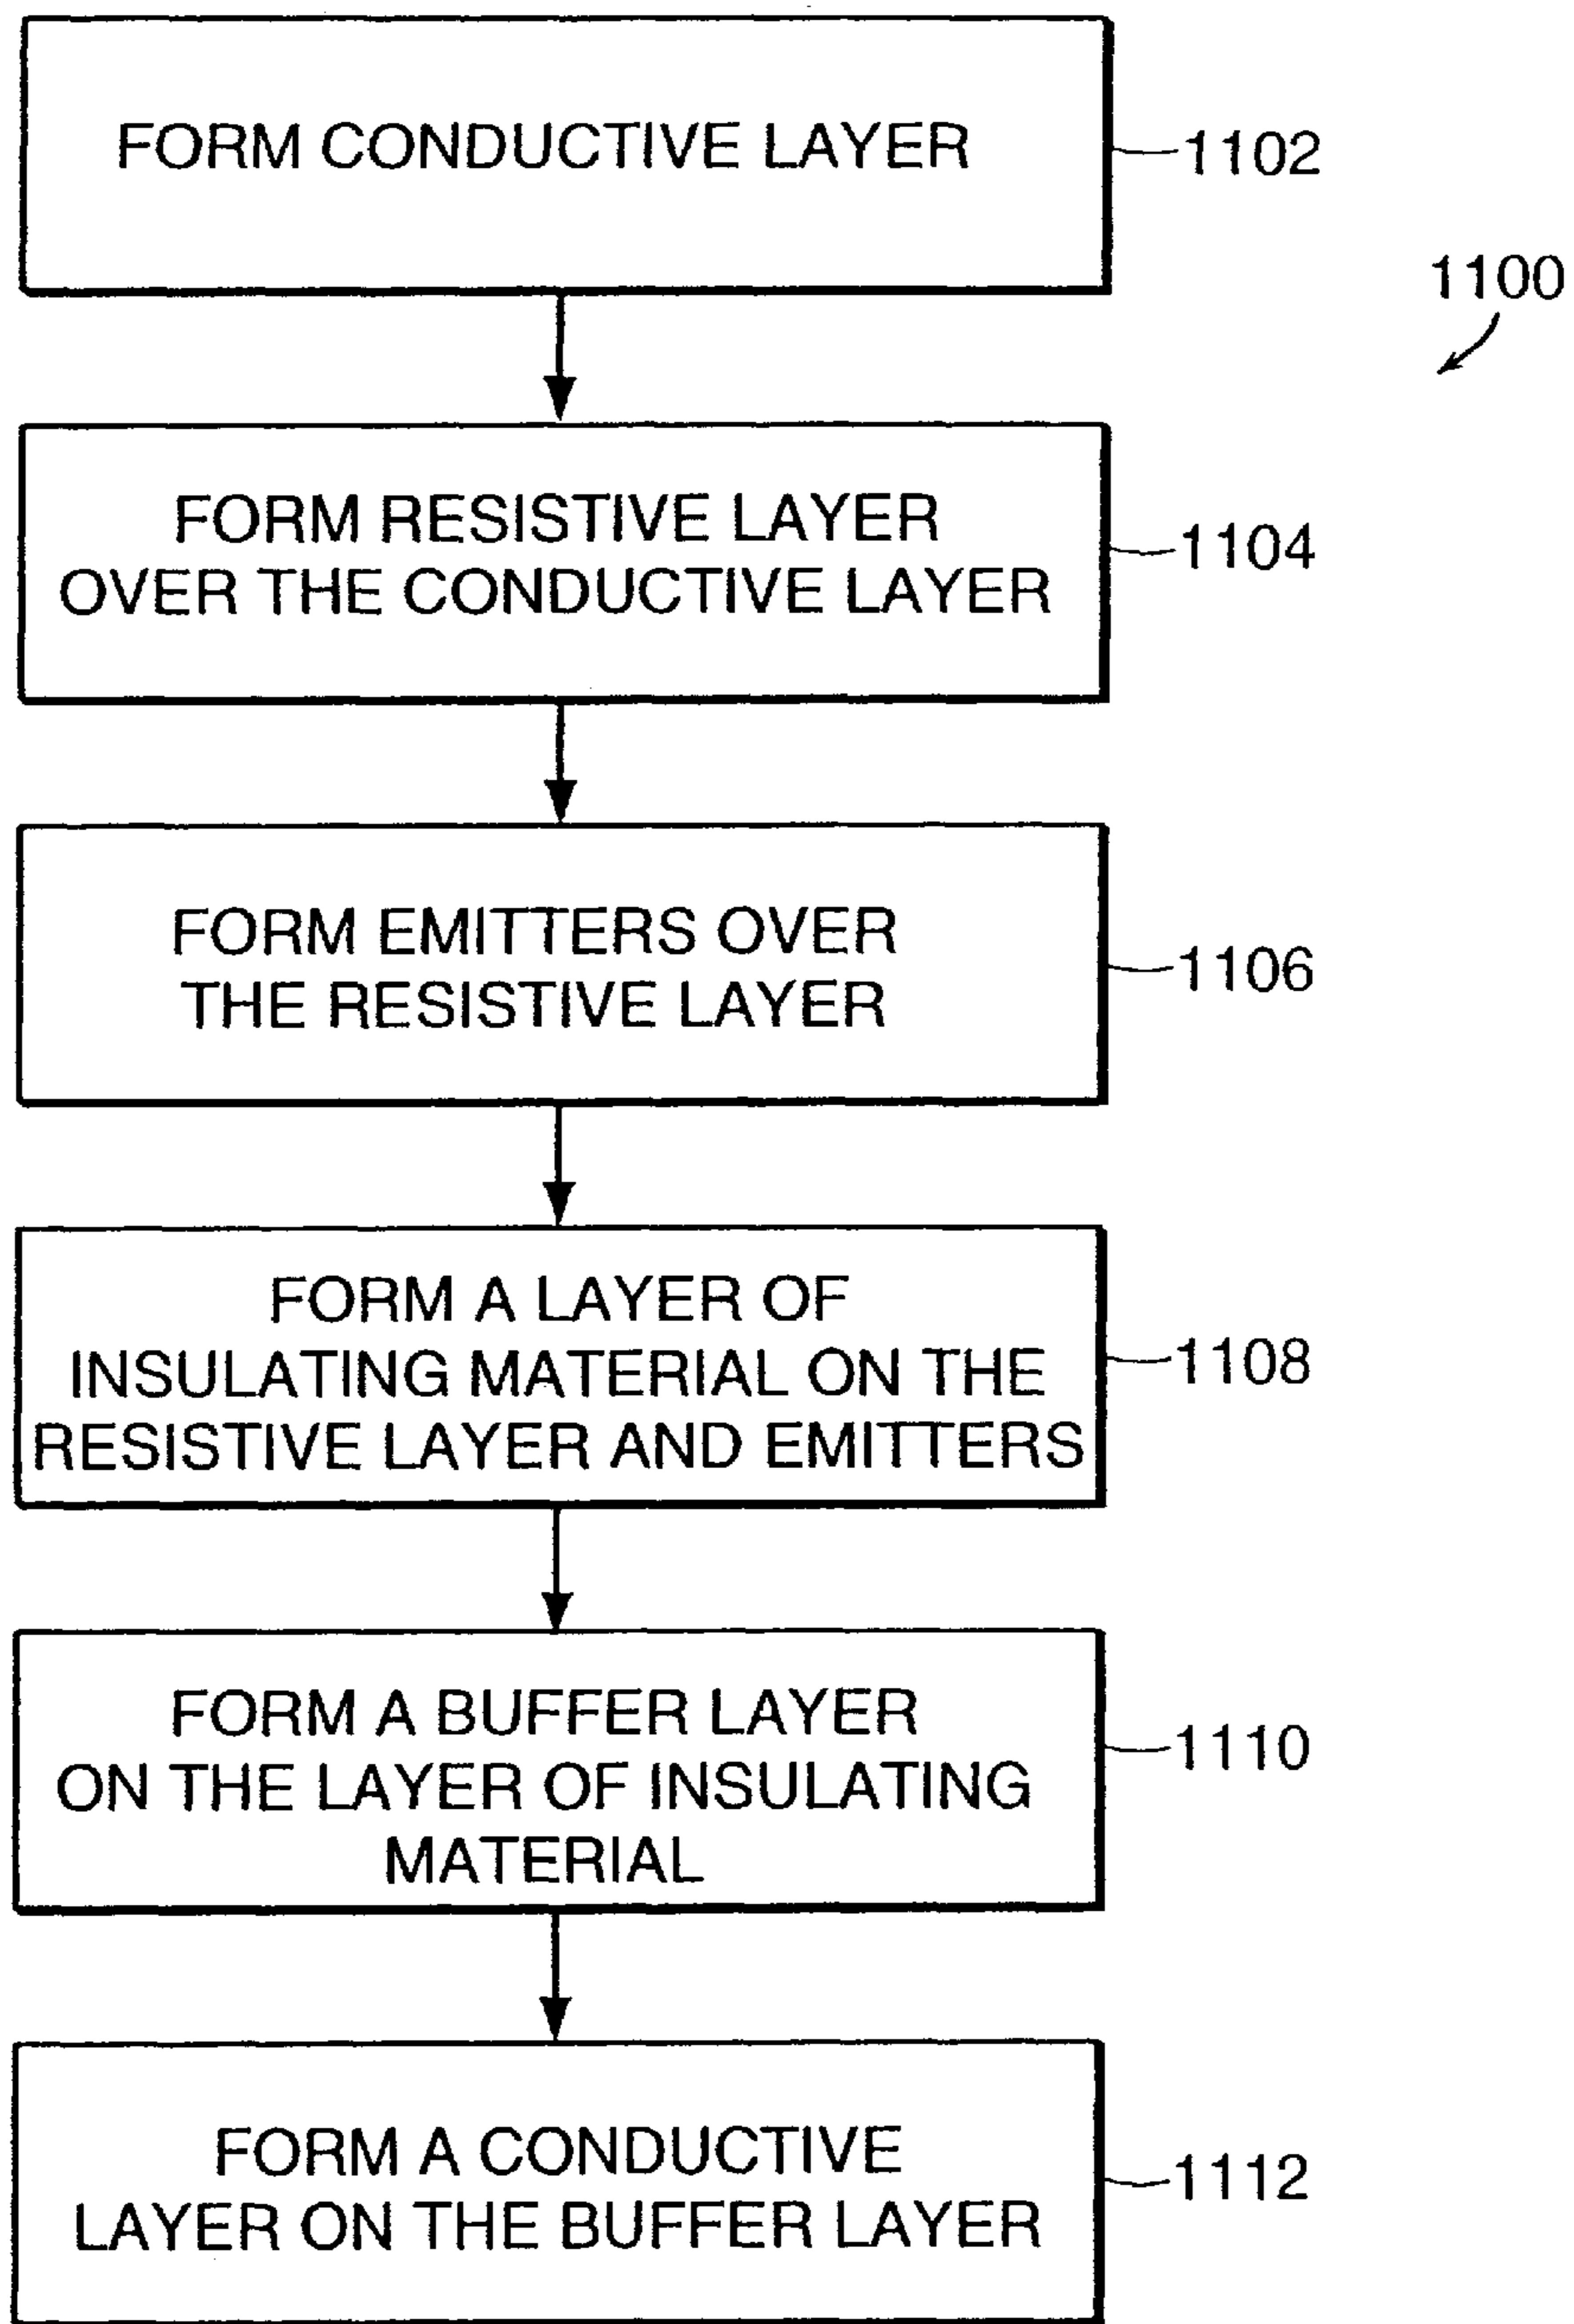 FORM CONDUCTIVE LAYER
1102
1100
FORM RESISTIVE LAYER
OVER THE CONDUCTIVE LAYER
1104
FORM EMITTERS OVER
THE RESISTIVE LAYER
1106
FORM A LAYER OF
INSULATING MATERIAL ON THE
RESISTIVE LAYER AND EMITTERS
1108
FORM A BUFFER LAYER
ON THE LAYER OF INSULATING
MATERIAL
1110
FORM A CONDUCTIVE
LAYER ON THE BUFFER LAYER
1112